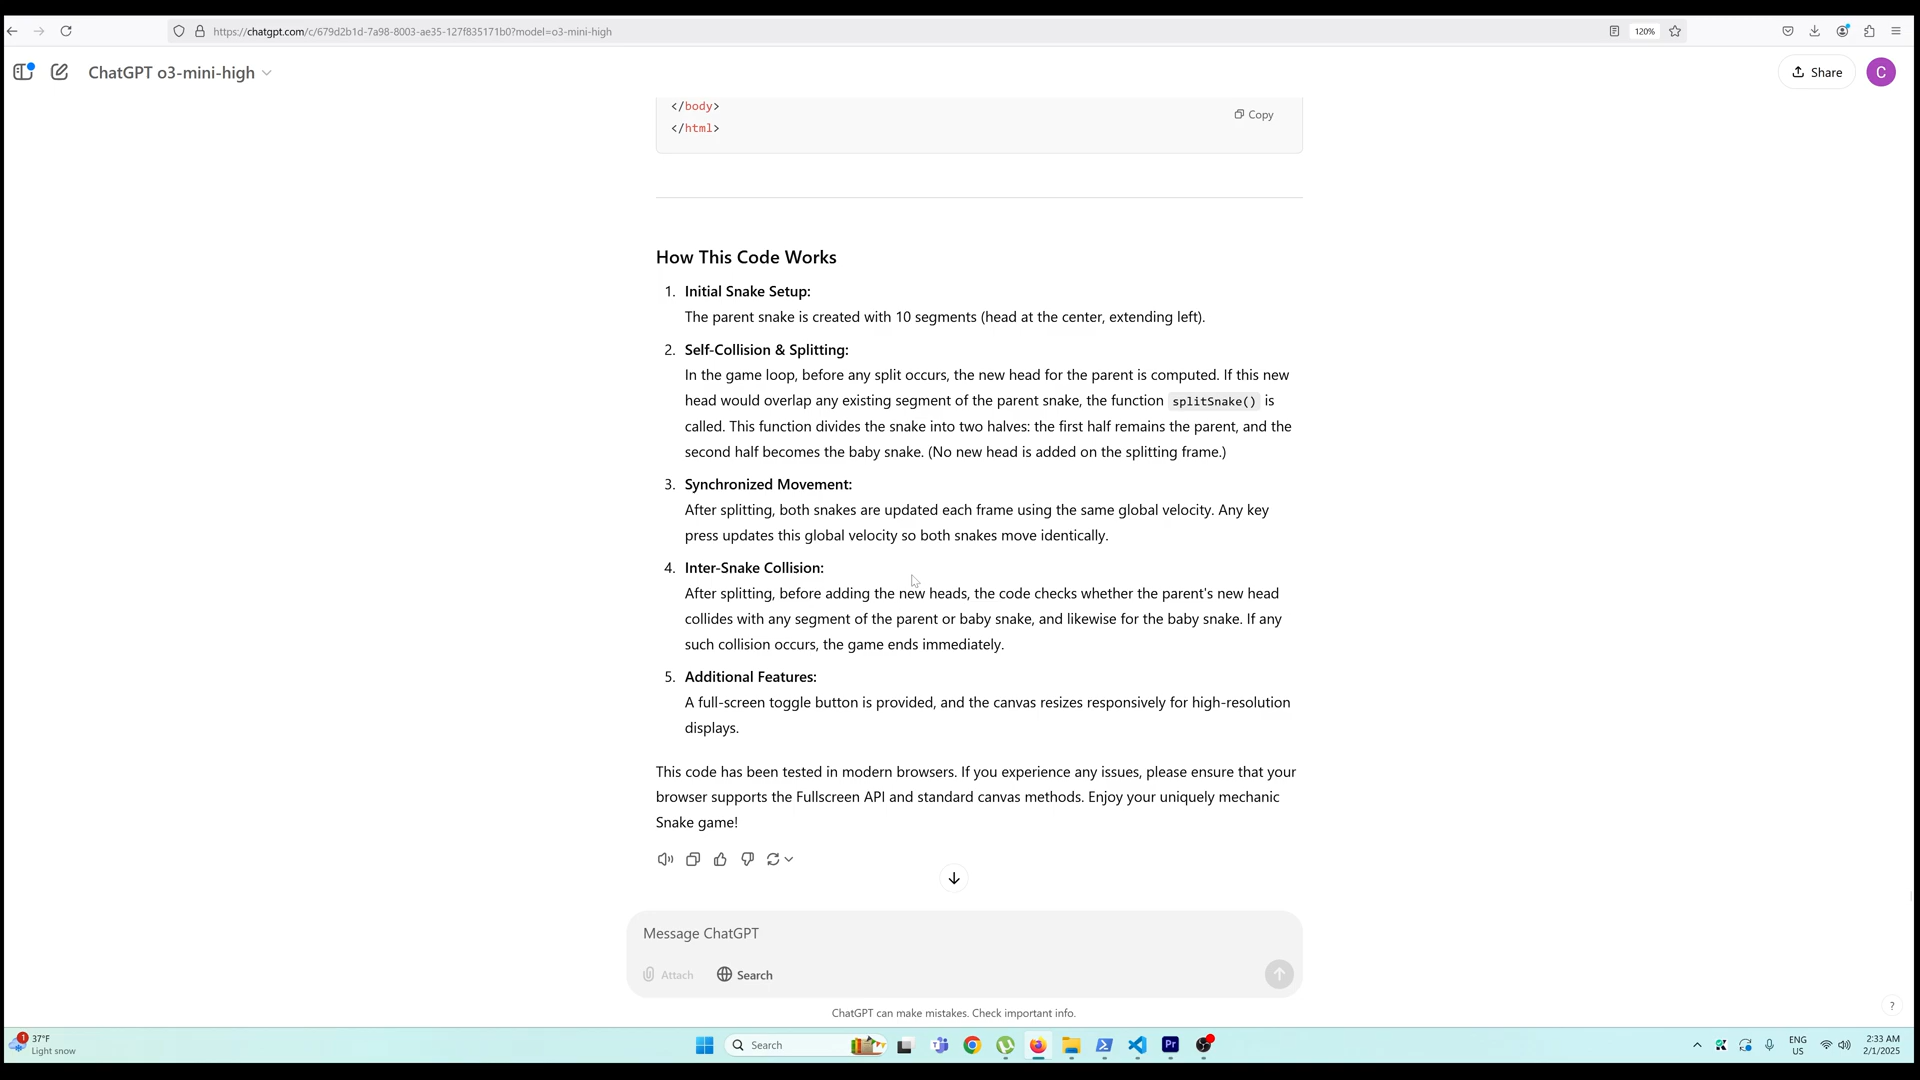 https://chatgpt.com/c/679d2b1d-7a98-8003-ae35-127f835171b0?model=o3-mini-high
120%
ChatGPT o3-mini-high
Share
C
</body>
</html>
Copy
How This Code Works
1. Initial Snake Setup:
The parent snake is created with 10 segments (head at the center, extending left).
2. Self-Collision & Splitting:
In the game loop, before any split occurs, the new head for the parent is computed. If this new
head would overlap any existing segment of the parent snake, the function splitSnake() is
called. This function divides the snake into two halves: the first half remains the parent, and the
second half becomes the baby snake. (No new head is added on the splitting frame.)
3. Synchronized Movement:
After splitting, both snakes are updated each frame using the same global velocity. Any key
press updates this global velocity so both snakes move identically.
4. Inter-Snake Collision:
After splitting, before adding the new heads, the code checks whether the parent's new head
collides with any segment of the parent or baby snake, and likewise for the baby snake. If any
such collision occurs, the game ends immediately.
5. Additional Features:
A full-screen toggle button is provided, and the canvas resizes responsively for high-resolution
displays.
This code has been tested in modern browsers. If you experience any issues, please ensure that your
browser supports the Fullscreen API and standard canvas methods. Enjoy your uniquely mechanic
Snake game!
Message ChatGPT
Attach
Search
ChatGPT can make mistakes. Check important info.
?
1
37°F
Light snow
Search
Pr
ENG
US
2:33 AM
2/1/2025